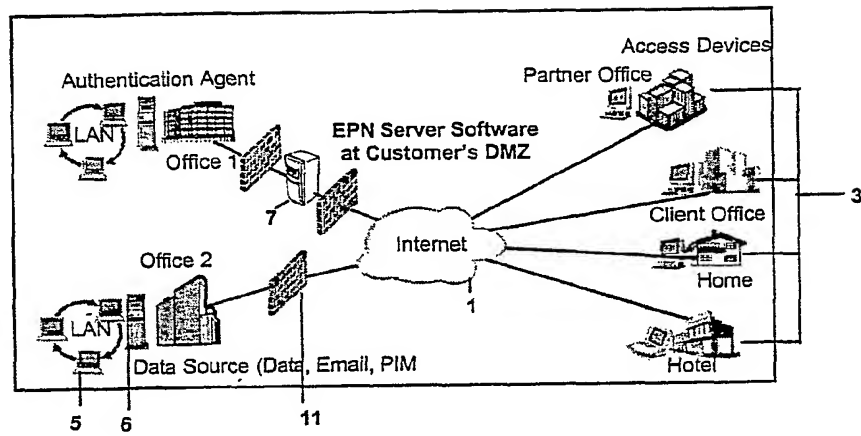 Access Devices
Partner Office
Authentication Agent
LAN
Office 1
EPN Server Software
at Customer's DMZ
7
Client Office
3
Internet
Office 2
Home
1
LAN
Data Source (Data, Email, PIM
Hotel
5
6
11